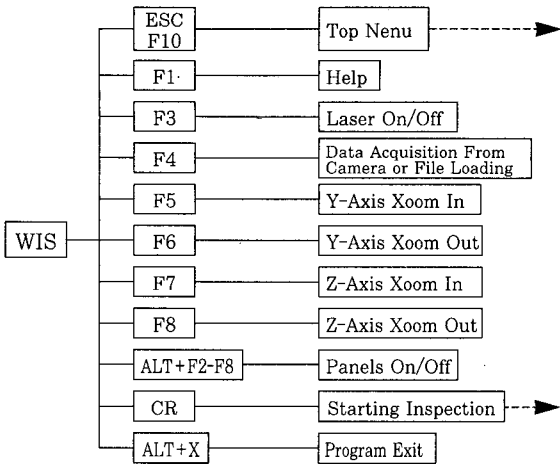 ESC
F10
Top Nenu
F1
Help
F3
Laser On/Off
F4
Data Acquisition From
Camera or File Loading
F5
Y-Axis Xoom In
WIS
F6
Y-Axis Xoom Out
F7
Z-Axis Xoom In
F8
Z-Axis Xoom Out
ALT+F2-F8
Panels On/Off
CR
Starting Inspection
ALT+X
Program Exit